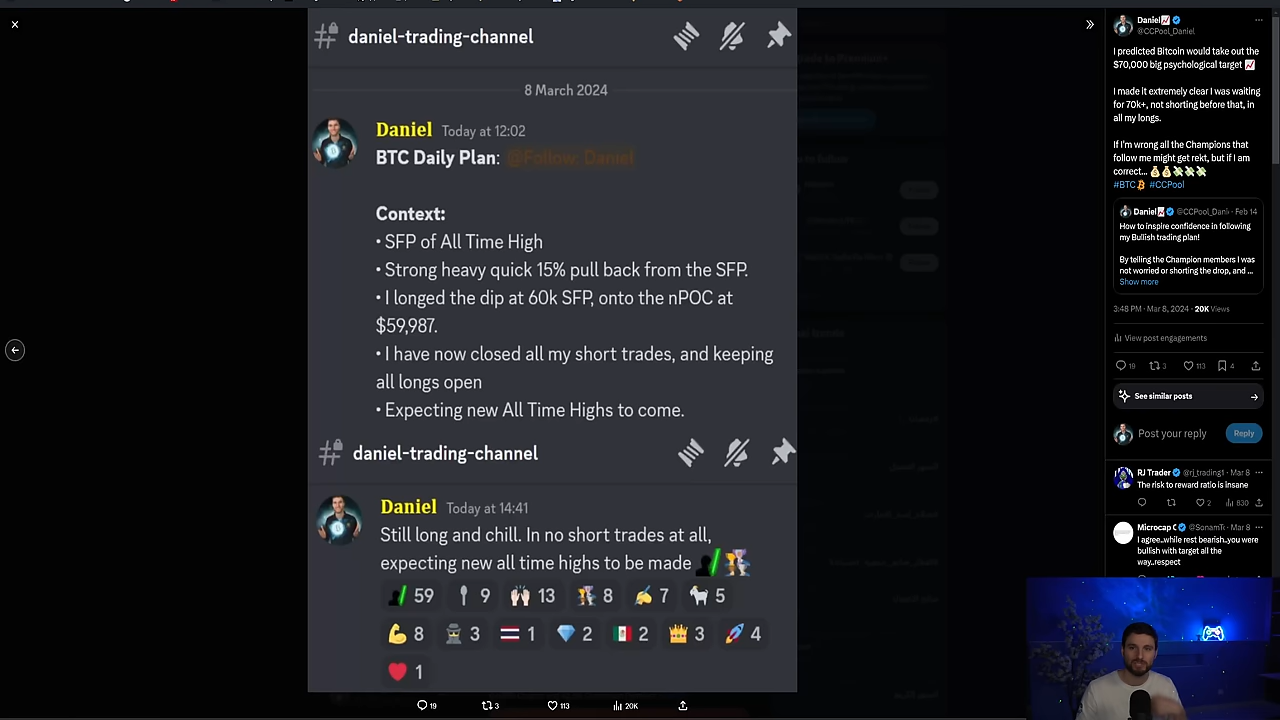 daniel-trading-channel
8 March 2024
Daniel Today at 12:02
BTC Daily Plan: @Follow: Daniel
Context:
• SFP of All Time High
• Strong heavy quick 15% pull back from the SFP.
• I longed the dip at 60k SFP, onto the nPOC at
$59,987.
• I have now closed all my short trades, and keeping
all longs open
• Expecting new All Time Highs to come.
daniel-trading-channel
Daniel Today at 14:41
Still long and chill. In no short trades at all,
expecting new all time highs to be made
59 9 13 8 7 5
8 3 1 2 2 3 4
1
19 3 113 20K
Daniel
@CCPool_Daniel
I predicted Bitcoin would take out the
$70,000 big psychological target
I made it extremely clear I was waiting
for 70k+, not shorting before that, in
all my longs.
If I'm wrong all the Champions that
follow me might get rekt, but if I am
correct...
#BTC #CCPool
Daniel @CCPool_Dani · Feb 14
How to inspire confidence in following
my Bullish trading plan!
By telling the Champion members I was
not worried or shorting the drop, and ...
Show more
3:48 PM · Mar 8, 2024 · 20K Views
View post engagements
19 3 113 4
See similar posts
Post your reply Reply
RJ Trader @rj_trading1 · Mar 8
The risk to reward ratio is insane
2 830
Microcap C @SonamT · Mar 8
I agree..while rest bearish..you were
bullish with target all the
way..respect